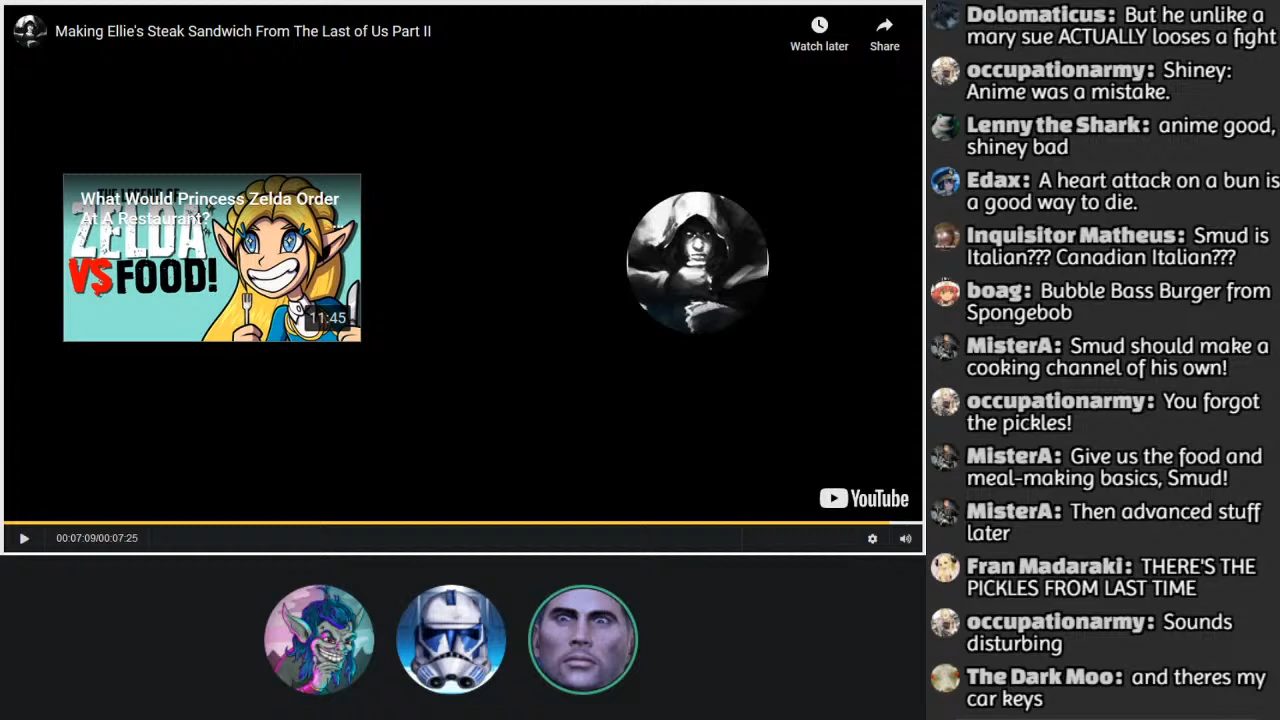 Making Ellie's Steak Sandwich From The Last of Us Part II
Watch later
Share
THE LEGEND OF
ZELDA
VS FOOD!
What Would Princess Zelda Order
At A Restaurant?
11:45
YouTube
00:07:09/00:07:25
Dolomaticus: But he unlike a
mary sue ACTUALLY looses a fight
occupationarmy: Shiney:
Anime was a mistake.
Lenny the Shark: anime good,
shiney bad
Edax: A heart attack on a bun is
a good way to die.
Inquisitor Matheus: Smud is
Italian??? Canadian Italian???
boag: Bubble Bass Burger from
Spongebob
MisterA: Smud should make a
cooking channel of his own!
occupationarmy: You forgot
the pickles!
MisterA: Give us the food and
meal-making basics, Smud!
MisterA: Then advanced stuff
later
Fran Madaraki: THERE'S THE
PICKLES FROM LAST TIME
occupationarmy: Sounds
disturbing
The Dark Moo: and theres my
car keys